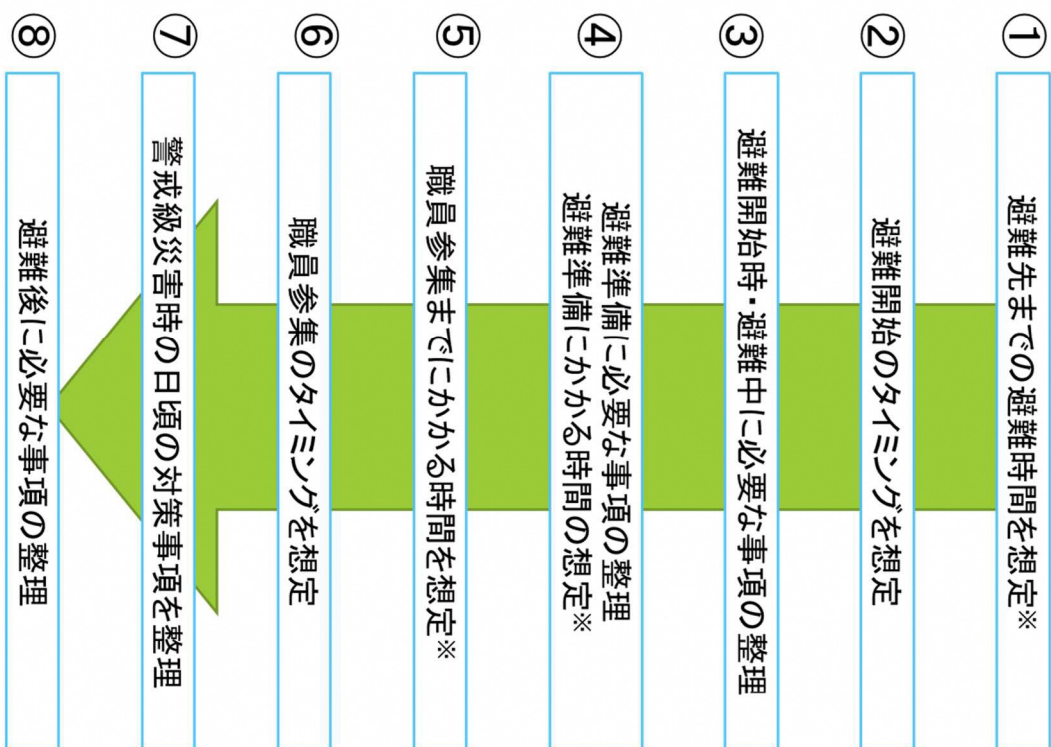 ① 避難先までの避難時間を想定※
② 避難開始のタイミングを想定
③ 避難開始時・避難中に必要な事項の整理
④ 避難準備に必要な事項の整理
避難準備にかかる時間の想定※
⑤ 職員参集までにかかる時間を想定※
⑥ 職員参集のタイミングを想定
⑦ 警戒級災害時の日頃の対策事項を整理
⑧ 避難後に必要な事項の整理